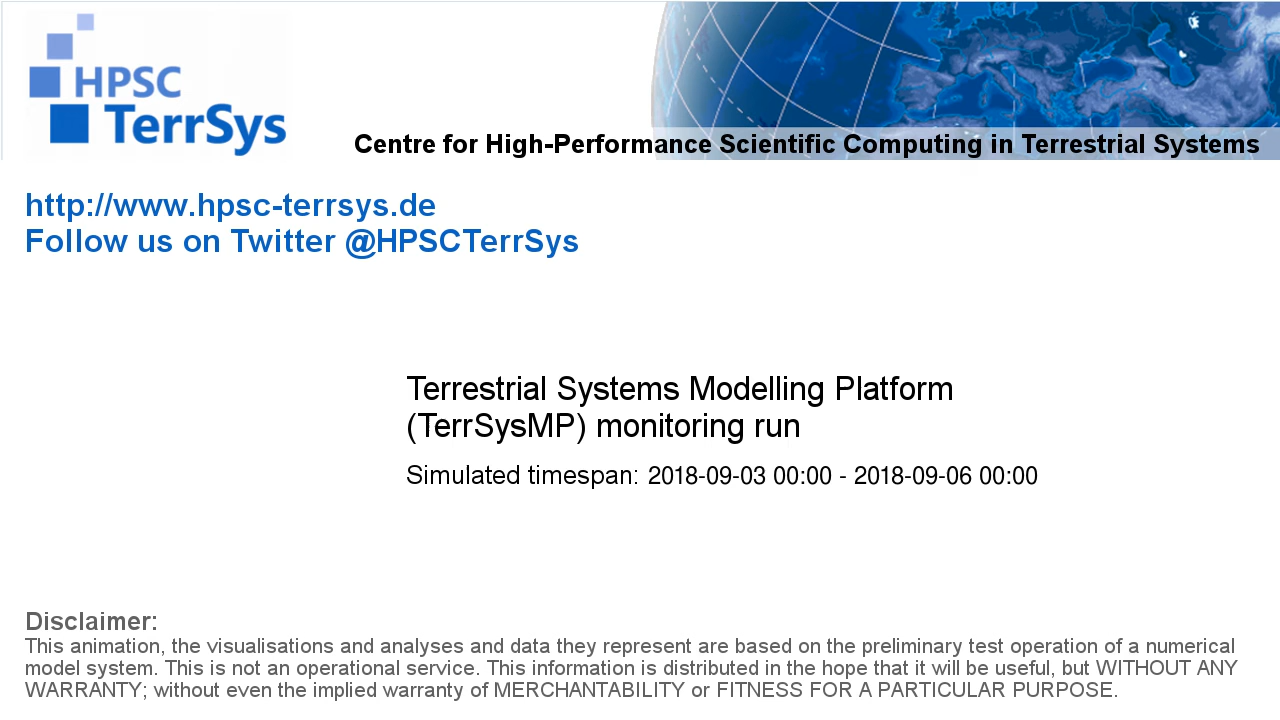 HPSC
TerrSys
Centre for High-Performance Scientific Computing in Terrestrial Systems
http://www.hpsc-terrsys.de
Follow us on Twitter @HPSCTerrSys
Terrestrial Systems Modelling Platform
(TerrSysMP) monitoring run
Simulated timespan: 2018-09-03 00:00 - 2018-09-06 00:00
Disclaimer:
This animation, the visualisations and analyses and data they represent are based on the preliminary test operation of a numerical
model system. This is not an operational service. This information is distributed in the hope that it will be useful, but WITHOUT ANY
WARRANTY; without even the implied warranty of MERCHANTABILITY or FITNESS FOR A PARTICULAR PURPOSE.